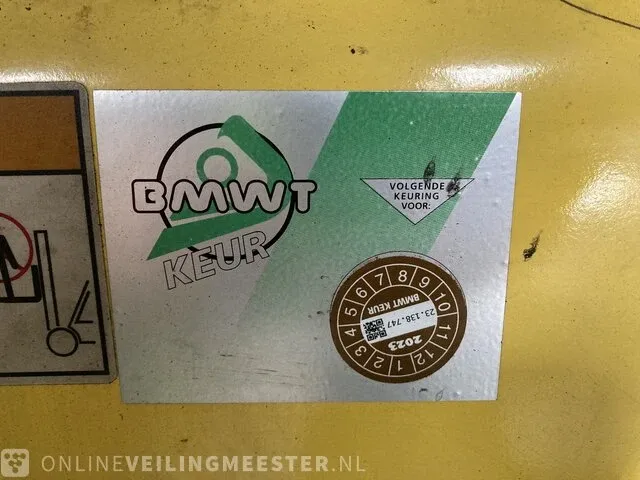 BMWT
KEUR
VOLGENDE
KEURING
VOOR:
1 2 3 4 5 6 7 8 9 10 11 12
BMWT KEUR
23.138.747
2023
ONLINEVEILINGMEESTER.NL